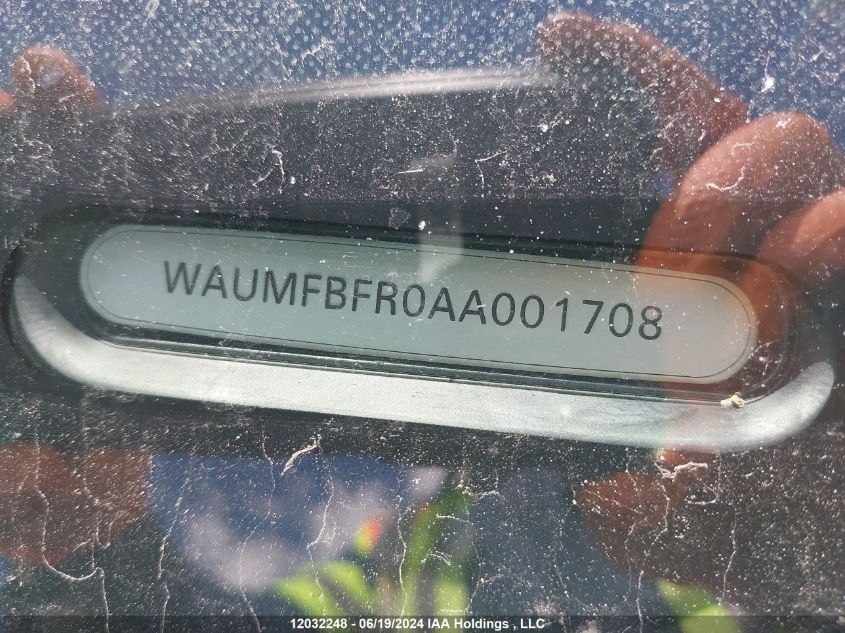 WAUMFBFR0AA001708
12032248 - 06/19/2024 IAA Holdings , LLC